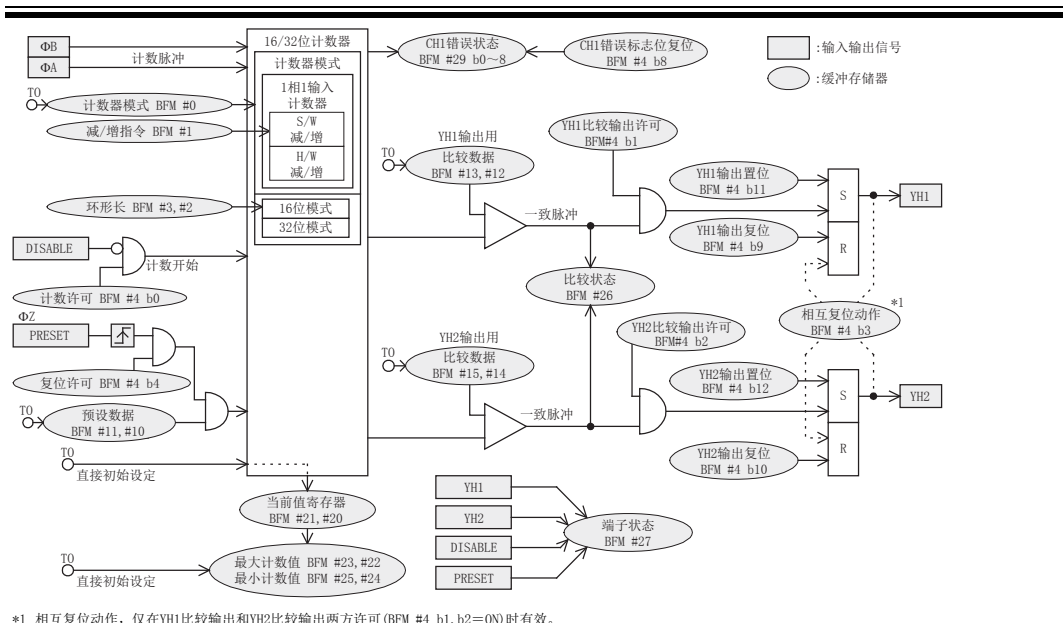 ΦB
ΦA
计数脉冲
TO
计数器模式 BFM #0
减/增指令 BFM #1
环形长 BFM #3,#2
DISABLE
计数开始
计数许可 BFM #4 b0
ΦZ
PRESET
复位许可 BFM #4 b4
TO
预设数据
BFM #11,#10
TO
直接初始设定
TO
直接初始设定
16/32位计数器
计数器模式
1相1输入
计数器
S/W
减/增
H/W
减/增
16位模式
32位模式
当前值寄存器
BFM #21,#20
最大计数值 BFM #23,#22
最小计数值 BFM #25,#24
CH1错误状态
BFM #29 b0～8
CH1错误标志位复位
BFM #4 b8
:输入输出信号
:缓冲存储器
YH1输出用
TO
比较数据
BFM #13,#12
一致脉冲
YH1比较输出许可
BFM#4 b1
YH1输出置位
BFM #4 b11
YH1输出复位
BFM #4 b9
S
R
YH1
比较状态
BFM #26
相互复位动作
BFM #4 b3
*1
YH2输出用
TO
比较数据
BFM #15,#14
一致脉冲
YH2比较输出许可
BFM#4 b2
YH2输出置位
BFM #4 b12
YH2输出复位
BFM #4 b10
S
R
YH2
YH1
YH2
DISABLE
PRESET
端子状态
BFM #27
*1 相互复位动作，仅在YH1比较输出和YH2比较输出两方许可(BFM #4 b1,b2＝ON)时有效。